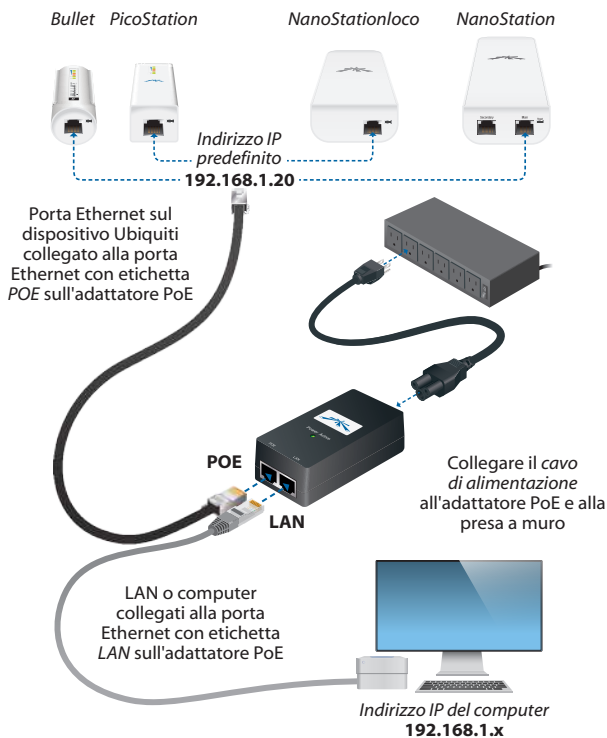 Bullet
PicoStation
NanoStationloco
NanoStation
Secondary
Main
Indirizzo IP
predefinito
192.168.1.20
Porta Ethernet sul
dispositivo Ubiquiti
collegato alla porta
Ethernet con etichetta
POE sull'adattatore PoE
POE
LAN
Collegare il cavo
di alimentazione
all'adattatore PoE e alla
presa a muro
LAN o computer
collegati alla porta
Ethernet con etichetta
LAN sull'adattatore PoE
Indirizzo IP del computer
192.168.1.x